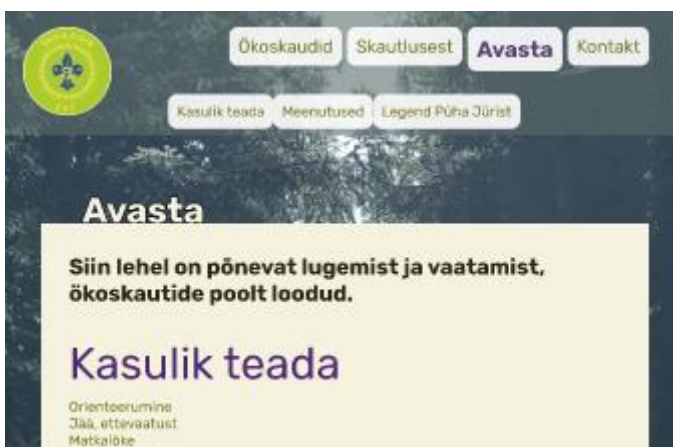 Ökoskaudid
Skautlusest
Avasta
Kontakt
Kasulik teada
Meenutused
Legend Püha Jürist
Avasta
Siin lehel on põnevat lugemist ja vaatamist,
ökoskautide poolt loodud.
Kasulik teada
Orienteerumine
Jää, ettevaatust
Matkalõke